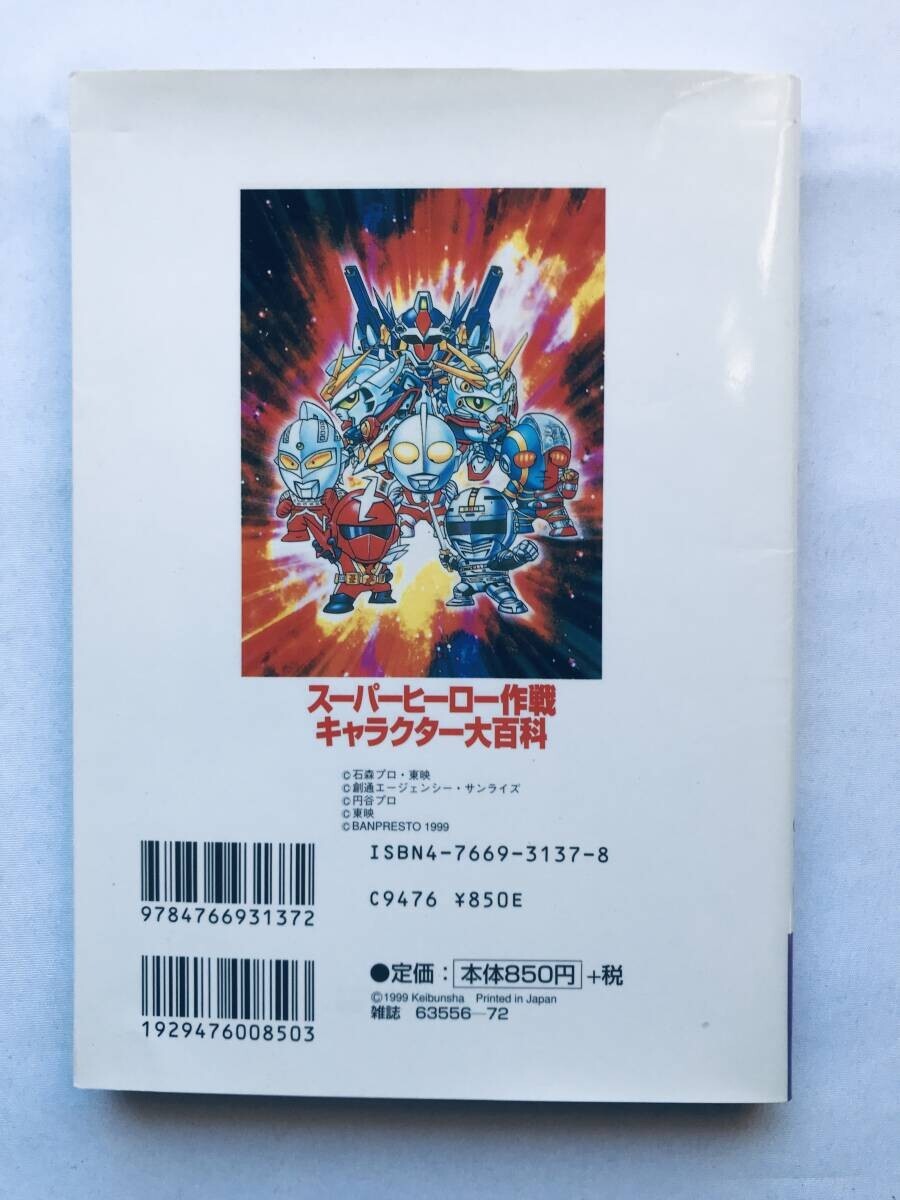 スーパーヒーロー作戦
キャラクター大百科
©石森プロ・東映
©創通エージェンシー・サンライズ
©円谷プロ
©東映
©BANPRESTO 1999
ISBN4-7669-3137-8
C9476 ¥850E
9784766931372
●定価：本体850円+税
©1999 Keibunsha Printed in Japan
雑誌 63556—72
1929476008503